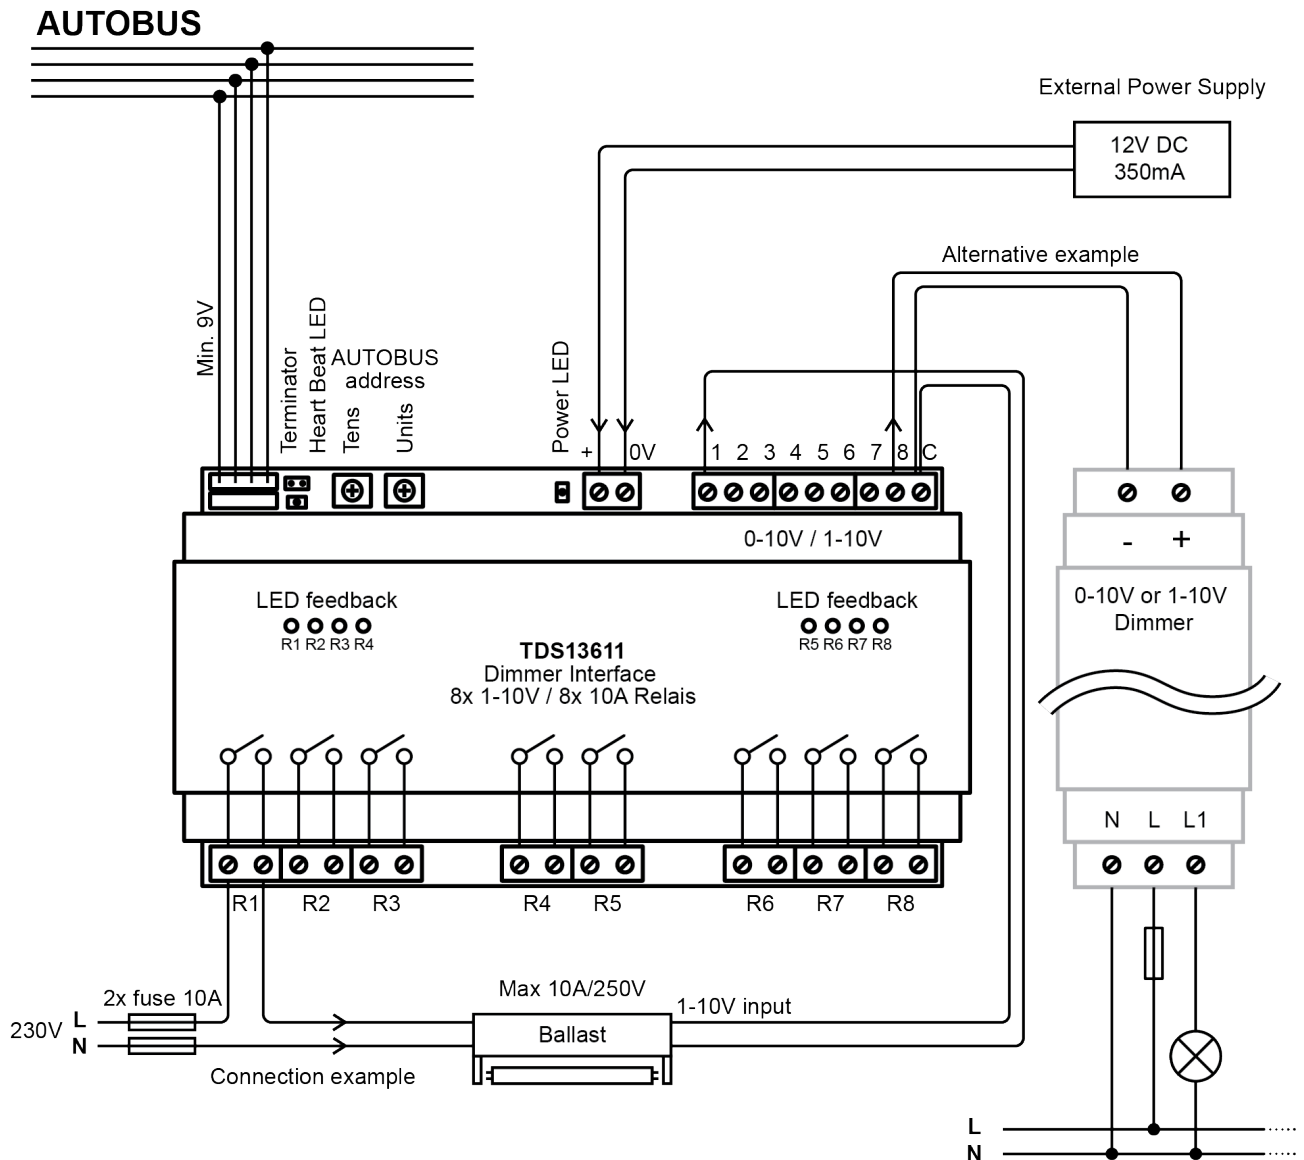 AUTOBUS
External Power Supply
12V DC
350mA
Alternative example
Min. 9V
Terminator
Heart Beat LED
AUTOBUS
address
Tens
Units
Power LED
+ 0V
1 2 3 4 5 6 7 8 C
0-10V / 1-10V
- +
LED feedback
R1 R2 R3 R4
LED feedback
R5 R6 R7 R8
0-10V or 1-10V
Dimmer
TDS13611
Dimmer Interface
8x 1-10V / 8x 10A Relais
N L L1
R1 R2 R3 R4 R5 R6 R7 R8
2x fuse 10A
Max 10A/250V
1-10V input
230V
L
N
Ballast
Connection example
L
N